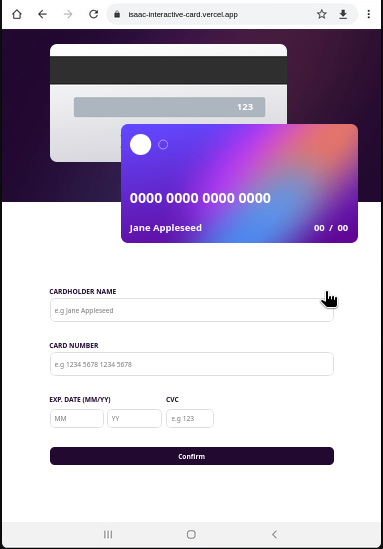 isaac-interactive-card.vercel.app
123
0000 0000 0000 0000
Jane Appleseed 00 / 00
CARDHOLDER NAME
e.g Jane Appleseed
CARD NUMBER
e.g 1234 5678 1234 5678
EXP. DATE (MM/YY) CVC
MM YY e.g 123
Confirm